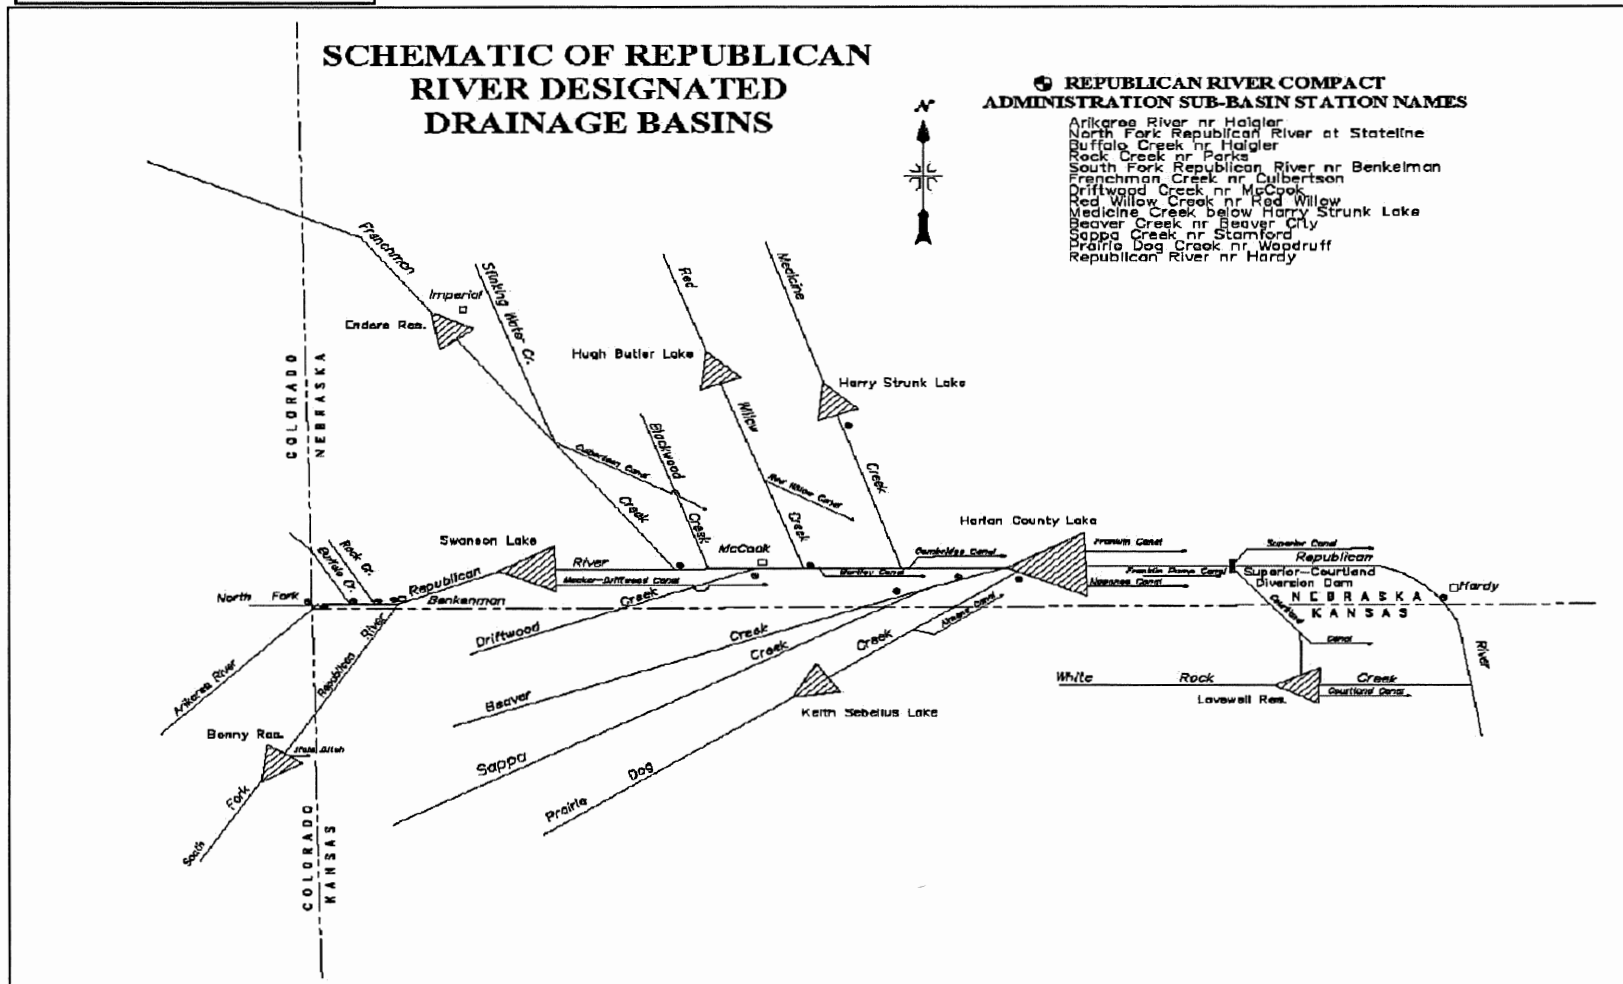 SCHEMATIC OF REPUBLICAN
RIVER DESIGNATED
DRAINAGE BASINS
N
REPUBLICAN RIVER COMPACT
ADMINISTRATION SUB-BASIN STATION NAMES
Arikaree River nr Haigler
North Fork Republican River at Stateline
Buffalo Creek nr Haigler
Rock Creek nr Parks
South Fork Republican River nr Benkelman
Frenchman Creek nr Culbertson
Driftwood Creek nr McCook
Red Willow Creek nr Red Willow
Medicine Creek below Harry Strunk Lake
Beaver Creek nr Beaver City
Sappa Creek nr Stamford
Prairie Dog Creek nr Woodruff
Republican River nr Hardy
Frenchman
Imperial
Enders Res.
Stinking Water Cr.
Red
Medicine
Hugh Butler Lake
Harry Strunk Lake
COLORADO
NEBRASKA
Blackwood
Willow
Culbertson Canal
Creek
Creek
Red Willow Canal
Creek
Creek
Harlan County Lake
Swanson Lake
McCook
Cambridge Canal
Franklin Canal
Superior Canal
Rock Cr.
Buffalo Cr.
Republican
River
Meeker-Driftwood Canal
Bartley Canal
Franklin Pump Canal
Naponee Canal
Republican
Superior-Courtland
Diversion Dam
Hardy
North Fork
Benkenman
Creek
NEBRASKA
KANSAS
Courtland
Canal
Almena Canal
River
Driftwood
Creek
Creek
Creek
River
Republican
Arikaree River
Beaver
White Rock Creek
Courtland Canal
Lovewell Res.
Keith Sebelius Lake
Bonny Res.
Hale Ditch
Sappa
Dog
Prairie
Fork
South
COLORADO
KANSAS